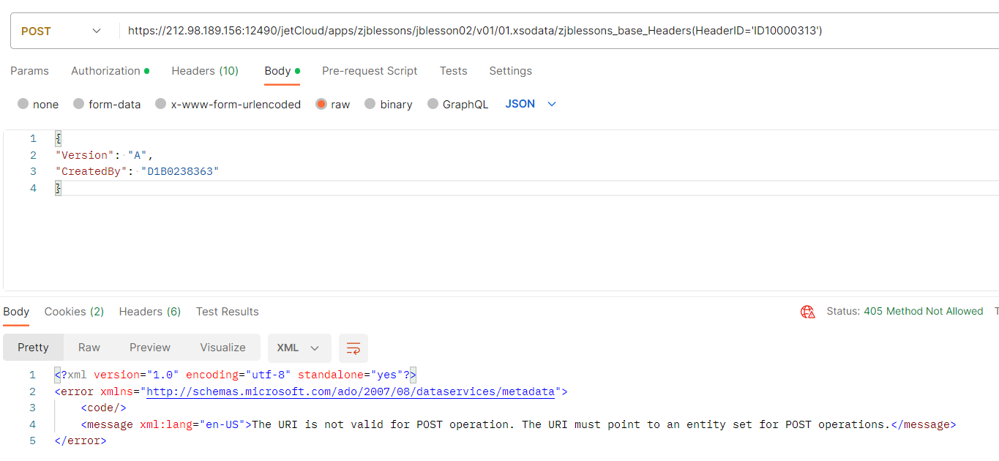 POST https://212.98.189.156:12490/jetCloud/apps/zjblessons/jblesson02/v01/01.xsodata/zjblessons_base_Headers(HeaderID='ID10000313')
Params Authorization Headers (10) Body Pre-request Script Tests Settings
none form-data x-www-form-urlencoded raw binary GraphQL JSON
1 {
2 "Version": "A",
3 "CreatedBy": "D1B0238363"
4 }
Body Cookies (2) Headers (6) Test Results Status: 405 Method Not Allowed T
Pretty Raw Preview Visualize XML
1 <?xml version="1.0" encoding="utf-8" standalone="yes"?>
2 <error xmlns="http://schemas.microsoft.com/ado/2007/08/dataservices/metadata">
3 <code/>
4 <message xml:lang="en-US">The URI is not valid for POST operation. The URI must point to an entity set for POST operations.</message>
5 </error>